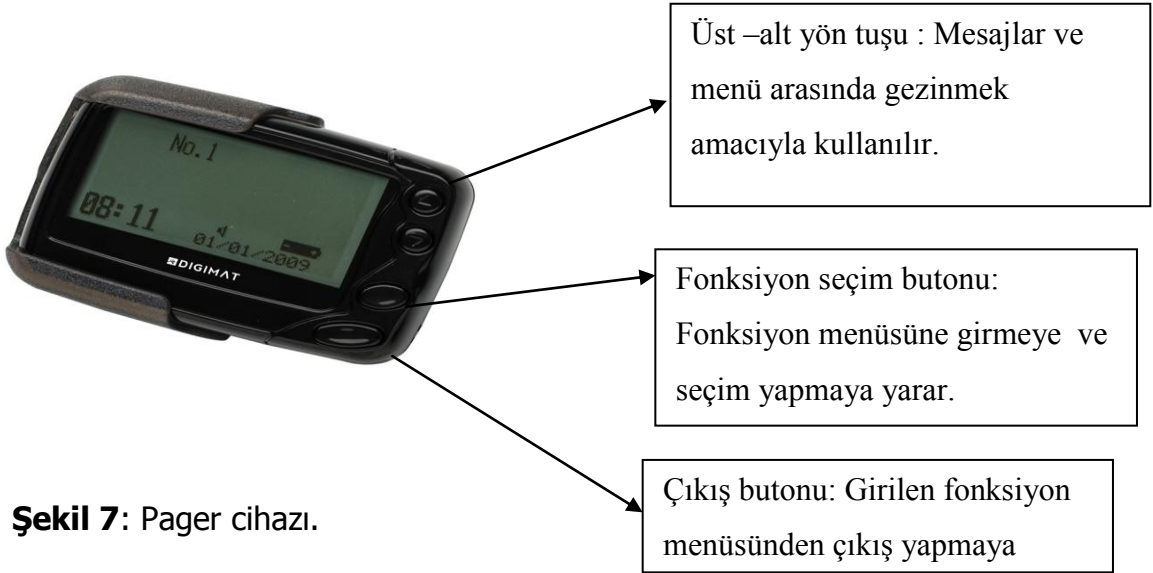 Üst –alt yön tuşu : Mesajlar ve
menü arasında gezinmek
amacıyla kullanılır.
No.1
08:11
01/01/2009
DIGIMAT
Fonksiyon seçim butonu:
Fonksiyon menüsüne girmeye ve
seçim yapmaya yarar.
Çıkış butonu: Girilen fonksiyon
menüsünden çıkış yapmaya
Şekil 7: Pager cihazı.